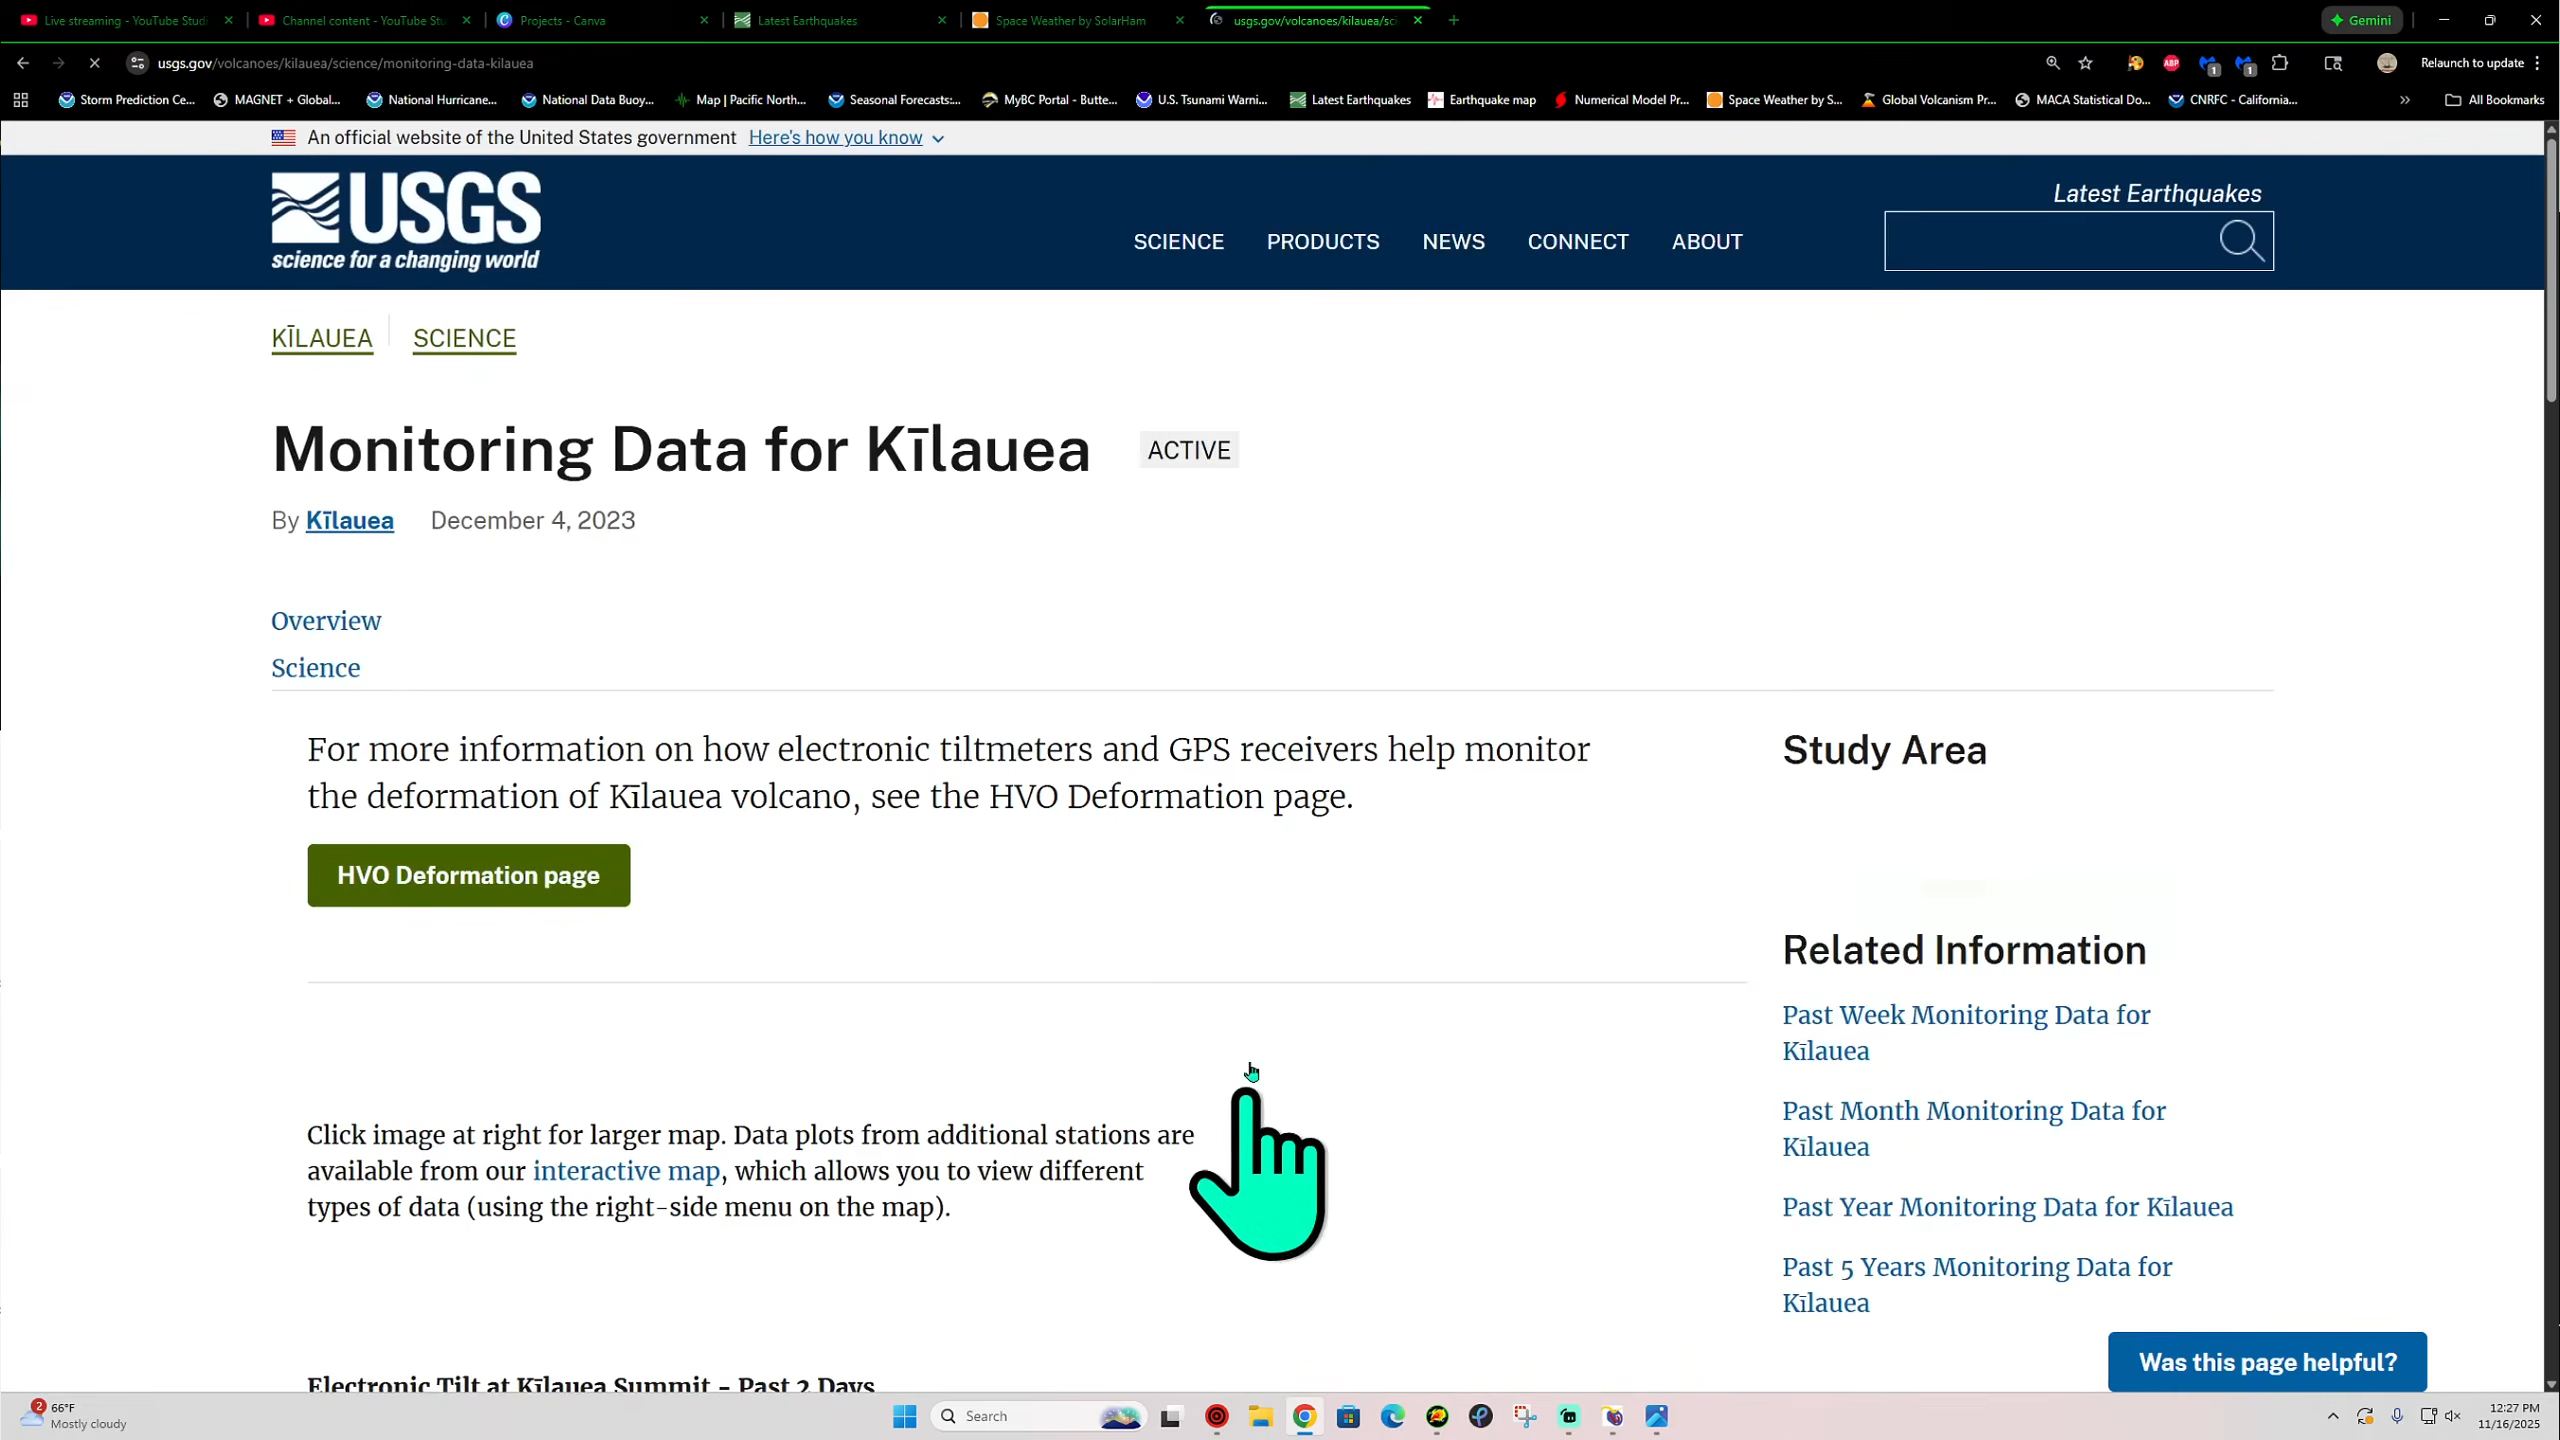 Live streaming - YouTube Studi
Channel content - YouTube Stu
Projects - Canva
Latest Earthquakes
Space Weather by SolarHam
usgs.gov/volcanoes/kilauea/sc
Gemini
usgs.gov/volcanoes/kilauea/science/monitoring-data-kilauea
ABP
1
1
Relaunch to update
Storm Prediction Ce...
MAGNET + Global...
National Hurricane...
National Data Buoy...
Map | Pacific North...
Seasonal Forecasts:...
MyBC Portal - Butte...
U.S. Tsunami Warni...
Latest Earthquakes
Earthquake map
Numerical Model Pr...
Space Weather by S...
Global Volcanism Pr...
MACA Statistical Do...
CNRFC - California...
All Bookmarks
An official website of the United States government Here's how you know
USGS
science for a changing world
Latest Earthquakes
SCIENCE
PRODUCTS
NEWS
CONNECT
ABOUT
KĪLAUEA
SCIENCE
Monitoring Data for Kīlauea
ACTIVE
By Kīlauea December 4, 2023
Overview
Science
For more information on how electronic tiltmeters and GPS receivers help monitor
the deformation of Kīlauea volcano, see the HVO Deformation page.
HVO Deformation page
Study Area
Related Information
Past Week Monitoring Data for
Kīlauea
Past Month Monitoring Data for
Kīlauea
Past Year Monitoring Data for Kīlauea
Past 5 Years Monitoring Data for
Kīlauea
Click image at right for larger map. Data plots from additional stations are
available from our interactive map, which allows you to view different
types of data (using the right-side menu on the map).
Electronic Tilt at Kīlauea Summit - Past 2 Days
Was this page helpful?
2
66°F
Mostly cloudy
Search
12:27 PM
11/16/2025